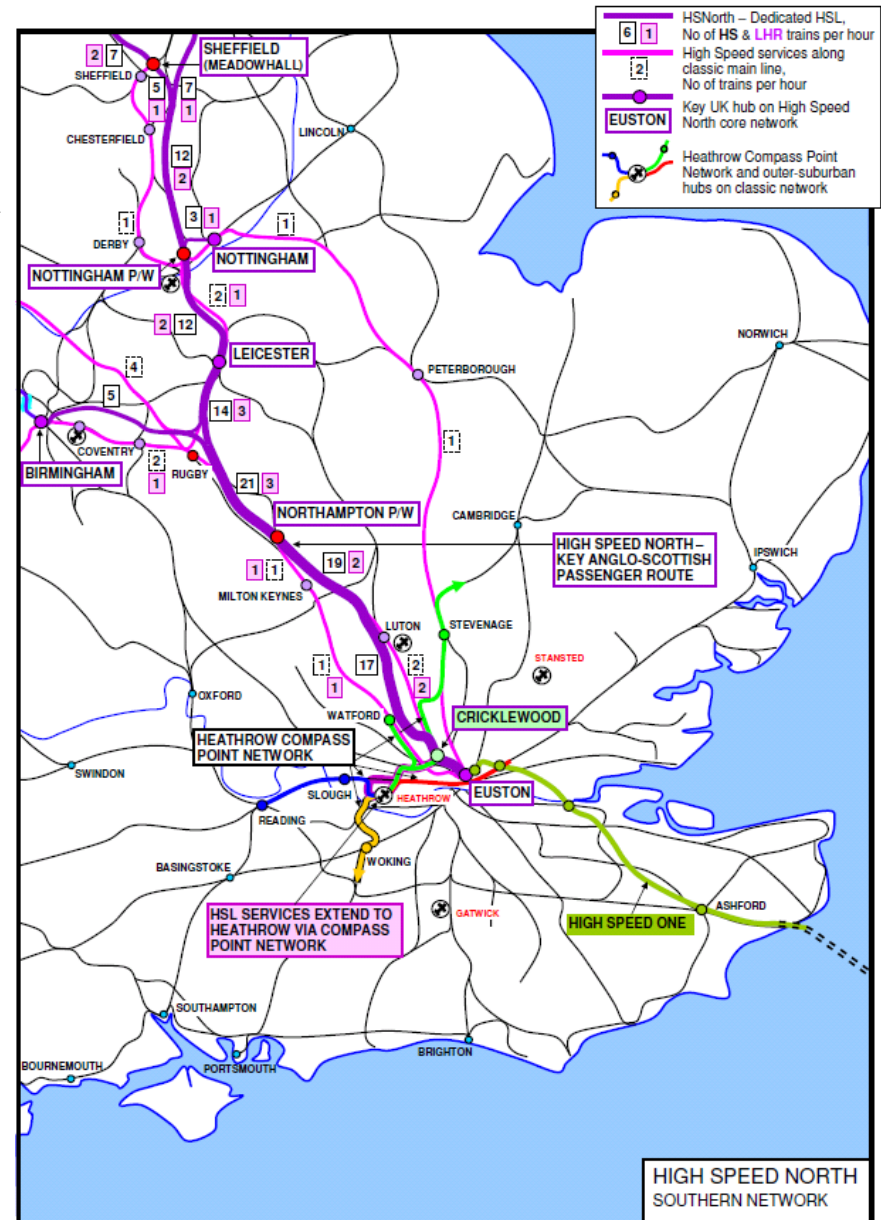 HSNorth – Dedicated HSL,
6 1 No of HS & LHR trains per hour
High Speed services along
2 classic main line,
No of trains per hour
EUSTON Key UK hub on High Speed
North core network
Heathrow Compass Point
Network and outer-suburban
hubs on classic network
2 7
SHEFFIELD
(MEADOWHALL)
SHEFFIELD
5 7
1 1
CHESTERFIELD
LINCOLN
12
2
3 1
1
1
DERBY
NOTTINGHAM
NOTTINGHAM P/W
2 1
2 12
NORWICH
LEICESTER
4
PETERBOROUGH
5
14 3
1
COVENTRY
BIRMINGHAM
2
1
RUGBY
21 3
NORTHAMPTON P/W
CAMBRIDGE
HIGH SPEED NORTH –
KEY ANGLO-SCOTTISH
PASSENGER ROUTE
IPSWICH
19 2
1 1
MILTON KEYNES
LUTON
STEVENAGE
STANSTED
17
2
2
1
1
OXFORD
WATFORD
CRICKLEWOOD
HEATHROW COMPASS
POINT NETWORK
SWINDON
SLOUGH
HEATHROW
EUSTON
READING
WOKING
BASINGSTOKE
ASHFORD
GATWICK
HSL SERVICES EXTEND TO
HEATHROW VIA COMPASS
POINT NETWORK
HIGH SPEED ONE
SOUTHAMPTON
BRIGHTON
BOURNEMOUTH
PORTSMOUTH
HIGH SPEED NORTH
SOUTHERN NETWORK